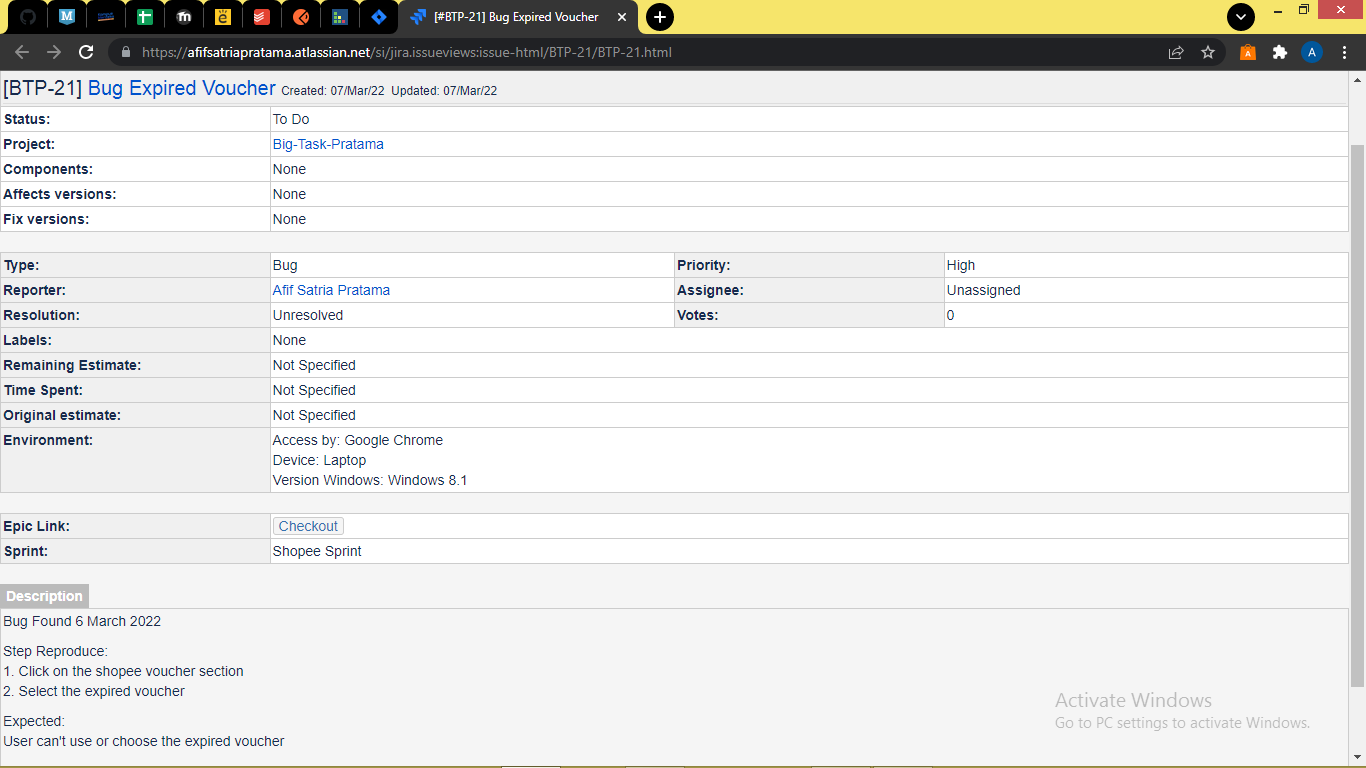 [#BTP-21] Bug Expired Voucher
https://afifsatriapratama.atlassian.net/si/jira.issueviews:issue-html/BTP-21/BTP-21.html
[BTP-21] Bug Expired Voucher Created: 07/Mar/22 Updated: 07/Mar/22
Status: To Do
Project: Big-Task-Pratama
Components: None
Affects versions: None
Fix versions: None
Type: Bug Priority: High
Reporter: Afif Satria Pratama Assignee: Unassigned
Resolution: Unresolved Votes: 0
Labels: None
Remaining Estimate: Not Specified
Time Spent: Not Specified
Original estimate: Not Specified
Environment: Access by: Google Chrome
Device: Laptop
Version Windows: Windows 8.1
Epic Link: Checkout
Sprint: Shopee Sprint
Description
Bug Found 6 March 2022
Step Reproduce:
1. Click on the shopee voucher section
2. Select the expired voucher
Expected:
User can't use or choose the expired voucher
Activate Windows
Go to PC settings to activate Windows.